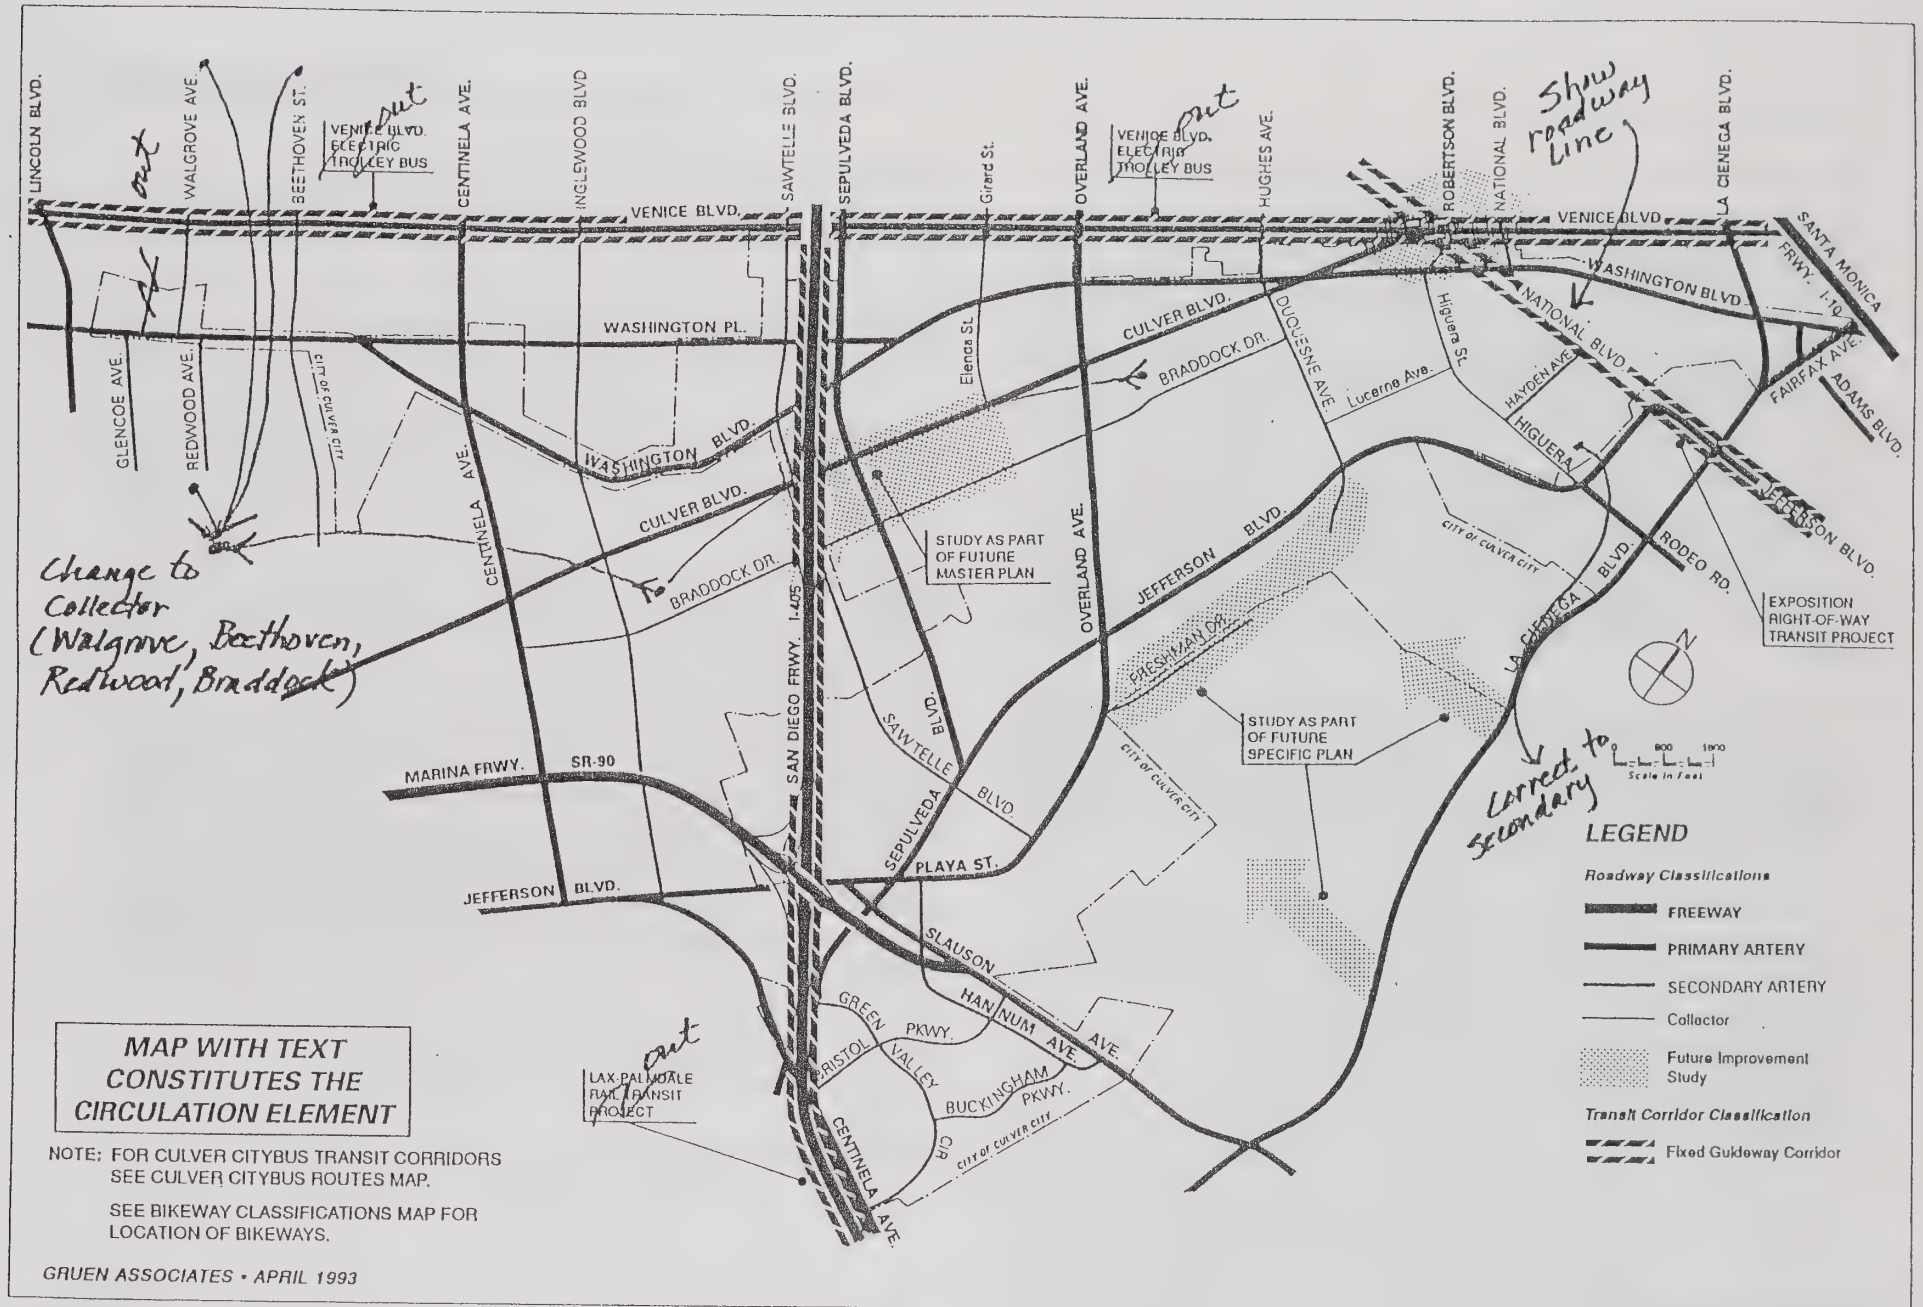 LINCOLN BLVD.
out
WALGROVE AVE.
BEETHOVEN ST.
VENICE BLVD.
ELECTRIC
TROLLEY BUS
out
CENTINELA AVE.
INGLEWOOD BLVD
SAWTELLE BLVD.
SEPULVEDA BLVD.
Girard St.
OVERLAND AVE.
VENICE BLVD.
ELECTRIC
TROLLEY BUS
out
HUGHES AVE.
ROBERTSON BLVD.
NATIONAL BLVD.
Show
roadway
Line
LA CIENEGA BLVD.
SANTA MONICA
FRWY. I-10
VENICE BLVD.
VENICE BLVD
WASHINGTON BLVD.
NATIONAL BLVD.
WASHINGTON PL.
CULVER BLVD.
BRADDOCK DR.
DUQUESNE AVE.
Higuera St.
Elenda St.
Lucerne Ave.
HAYDEN AVE.
HIGUERA
FAIRFAX AVE.
ADAMS BLVD.
GLENCOE AVE.
REDWOOD AVE.
CITY OF CULVER CITY
CENTINELA AVE.
WASHINGTON BLVD.
CULVER BLVD.
BRADDOCK DR.
STUDY AS PART
OF FUTURE
MASTER PLAN
OVERLAND AVE.
JEFFERSON BLVD.
CITY OF CULVER CITY
RODEO RD.
JEFFERSON BLVD.
Change to
Collector
(Walgrove, Beethoven,
Redwood, Braddock)
SAN DIEGO FRWY I-405
FRESHMAN DR.
LA CIENEGA BLVD.
EXPOSITION
RIGHT-OF-WAY
TRANSIT PROJECT
N
STUDY AS PART
OF FUTURE
SPECIFIC PLAN
CITY OF CULVER CITY
SAWTELLE BLVD.
SEPULVEDA BLVD.
MARINA FRWY. SR-90
JEFFERSON BLVD.
PLAYA ST.
correct to
secondary
0 800 1600
Scale in Feet
LEGEND
Roadway Classifications
FREEWAY
PRIMARY ARTERY
SECONDARY ARTERY
Collector
Future Improvement
Study
Transit Corridor Classification
Fixed Guideway Corridor
SLAUSON AVE.
HANNUM AVE.
GREEN VALLEY CIR
BRISTOL PKWY.
BUCKINGHAM PKWY.
CITY OF CULVER CITY
CENTINELA AVE.
LAX-PALMDALE
RAIL TRANSIT
PROJECT
out
MAP WITH TEXT
CONSTITUTES THE
CIRCULATION ELEMENT
NOTE: FOR CULVER CITYBUS TRANSIT CORRIDORS
SEE CULVER CITYBUS ROUTES MAP.
SEE BIKEWAY CLASSIFICATIONS MAP FOR
LOCATION OF BIKEWAYS.
GRUEN ASSOCIATES • APRIL 1993